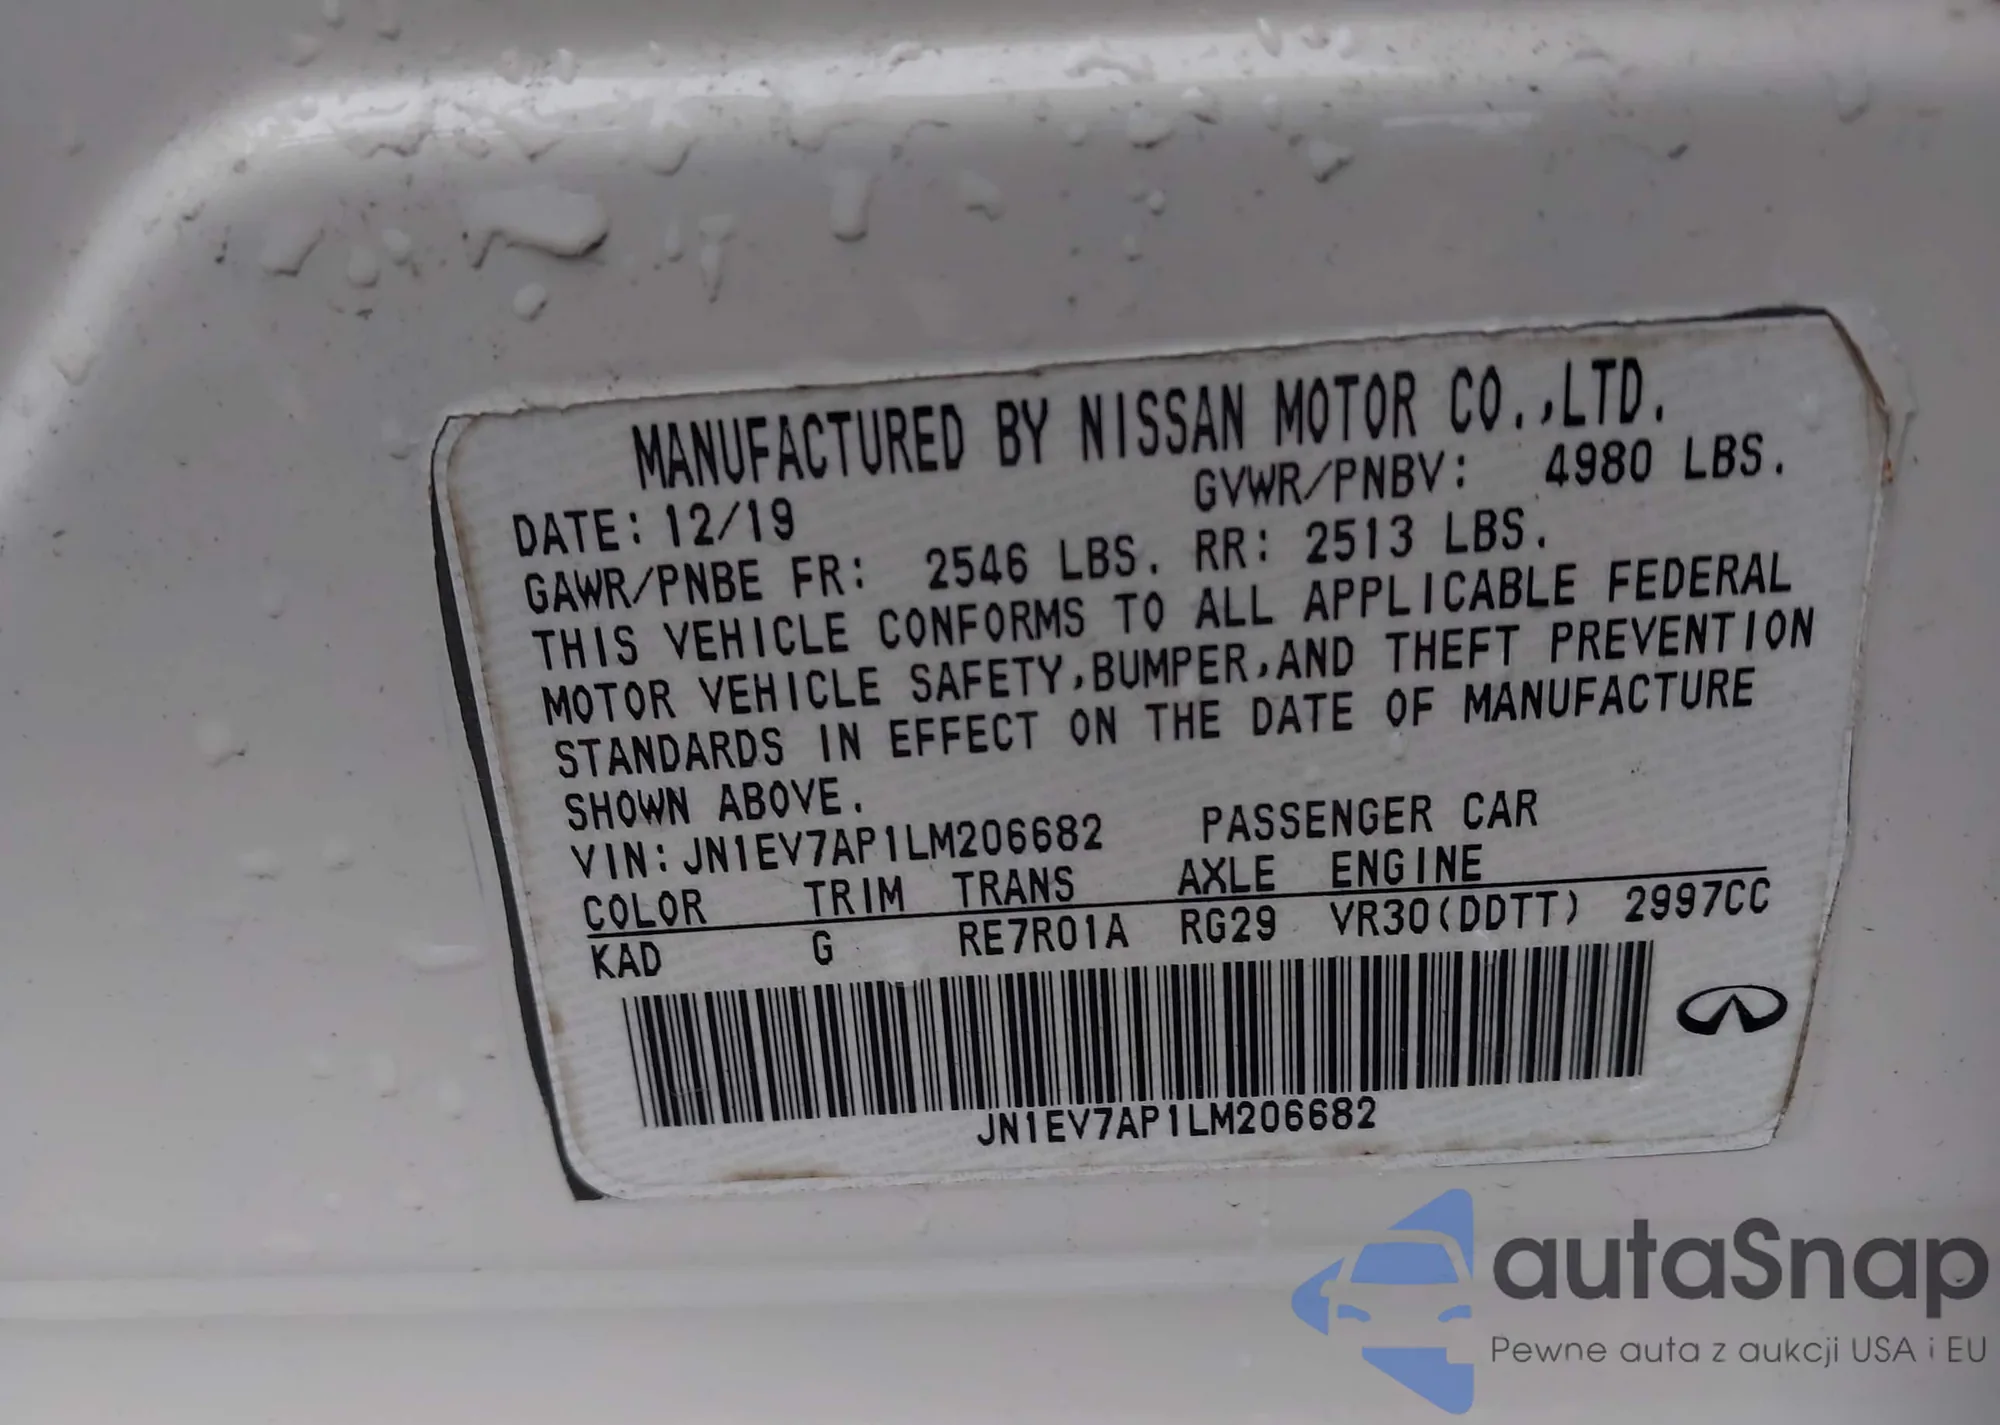 MANUFACTURED BY NISSAN MOTOR CO.,LTD.
DATE: 12/19 GVWR/PNBV: 4980 LBS.
GAWR/PNBE FR: 2546 LBS. RR: 2513 LBS.
THIS VEHICLE CONFORMS TO ALL APPLICABLE FEDERAL
MOTOR VEHICLE SAFETY,BUMPER,AND THEFT PREVENTION
STANDARDS IN EFFECT ON THE DATE OF MANUFACTURE
SHOWN ABOVE.
VIN:JN1EV7AP1LM206682 PASSENGER CAR
COLOR TRIM TRANS AXLE ENGINE
KAD G RE7R01A RG29 VR30(DDTT) 2997CC
JN1EV7AP1LM206682
autaSnap
Pewne auta z aukcji USA i EU